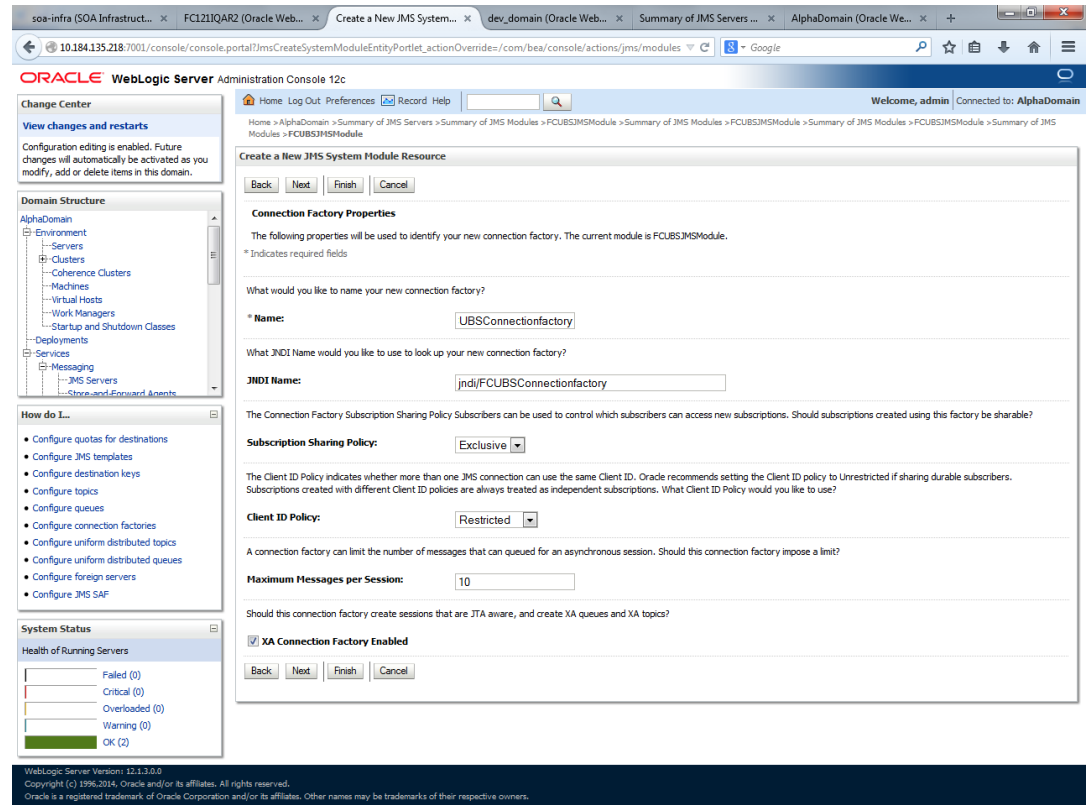 soa-infra (SOA Infrastruct... × FC121IQAR2 (Oracle Web... × Create a New JMS System... × dev_domain (Oracle Web... × Summary of JMS Servers ... × AlphaDomain (Oracle We... × +
10.184.135.218:7001/console/console.portal?JmsCreateSystemModuleEntityPortlet_actionOverride=/com/bea/console/actions/jms/modules
Google
ORACLE WebLogic Server Administration Console 12c
Change Center
View changes and restarts
Configuration editing is enabled. Future
changes will automatically be activated as you
modify, add or delete items in this domain.
Domain Structure
AlphaDomain
Environment
Servers
Clusters
Coherence Clusters
Machines
Virtual Hosts
Work Managers
Startup and Shutdown Classes
Deployments
Services
Messaging
JMS Servers
Store-and-Forward Agents
How do I...
Configure quotas for destinations
Configure JMS templates
Configure destination keys
Configure topics
Configure queues
Configure connection factories
Configure uniform distributed topics
Configure uniform distributed queues
Configure foreign servers
Configure JMS SAF
System Status
Health of Running Servers
Failed (0)
Critical (0)
Overloaded (0)
Warning (0)
OK (2)
Home Log Out Preferences Record Help
Welcome, admin Connected to: AlphaDomain
Home >AlphaDomain >Summary of JMS Servers >Summary of JMS Modules >FCUBSJMSModule >Summary of JMS Modules >FCUBSJMSModule >Summary of JMS Modules >FCUBSJMSModule >Summary of JMS
Modules >FCUBSJMSModule
Create a New JMS System Module Resource
Back Next Finish Cancel
Connection Factory Properties
The following properties will be used to identify your new connection factory. The current module is FCUBSJMSModule.
* Indicates required fields
What would you like to name your new connection factory?
* Name: UBSConnectionfactory
What JNDI Name would you like to use to look up your new connection factory?
JNDI Name: jndi/FCUBSConnectionfactory
The Connection Factory Subscription Sharing Policy Subscribers can be used to control which subscribers can access new subscriptions. Should subscriptions created using this factory be sharable?
Subscription Sharing Policy: Exclusive
The Client ID Policy indicates whether more than one JMS connection can use the same Client ID. Oracle recommends setting the Client ID policy to Unrestricted if sharing durable subscribers.
Subscriptions created with different Client ID policies are always treated as independent subscriptions. What Client ID Policy would you like to use?
Client ID Policy: Restricted
A connection factory can limit the number of messages that can queued for an asynchronous session. Should this connection factory impose a limit?
Maximum Messages per Session: 10
Should this connection factory create sessions that are JTA aware, and create XA queues and XA topics?
XA Connection Factory Enabled
Back Next Finish Cancel
WebLogic Server Version: 12.1.3.0.0
Copyright (c) 1996,2014, Oracle and/or its affiliates. All rights reserved.
Oracle is a registered trademark of Oracle Corporation and/or its affiliates. Other names may be trademarks of their respective owners.